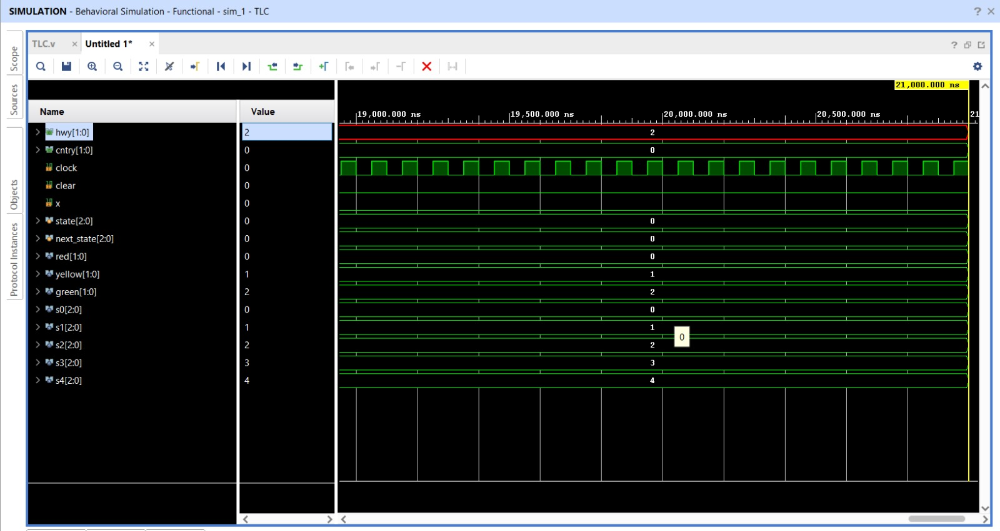 SIMULATION - Behavioral Simulation - Functional - sim_1 - TLC
? ×
Scope
Sources
Objects
Protocol Instances
TLC.v ×
Untitled 1* ×
?
21,000.000 ns
Name
Value
19,000.000 ns
19,500.000 ns
20,000.000 ns
20,500.000 ns
21
hwy[1:0] 2 2
cntry[1:0] 0 0
clock 0
clear 0
x 0
state[2:0] 0 0
next_state[2:0] 0 0
red[1:0] 0 0
yellow[1:0] 1 1
green[1:0] 2 2
s0[2:0] 0 0
s1[2:0] 1 1
0
s2[2:0] 2 2
s3[2:0] 3 3
s4[2:0] 4 4